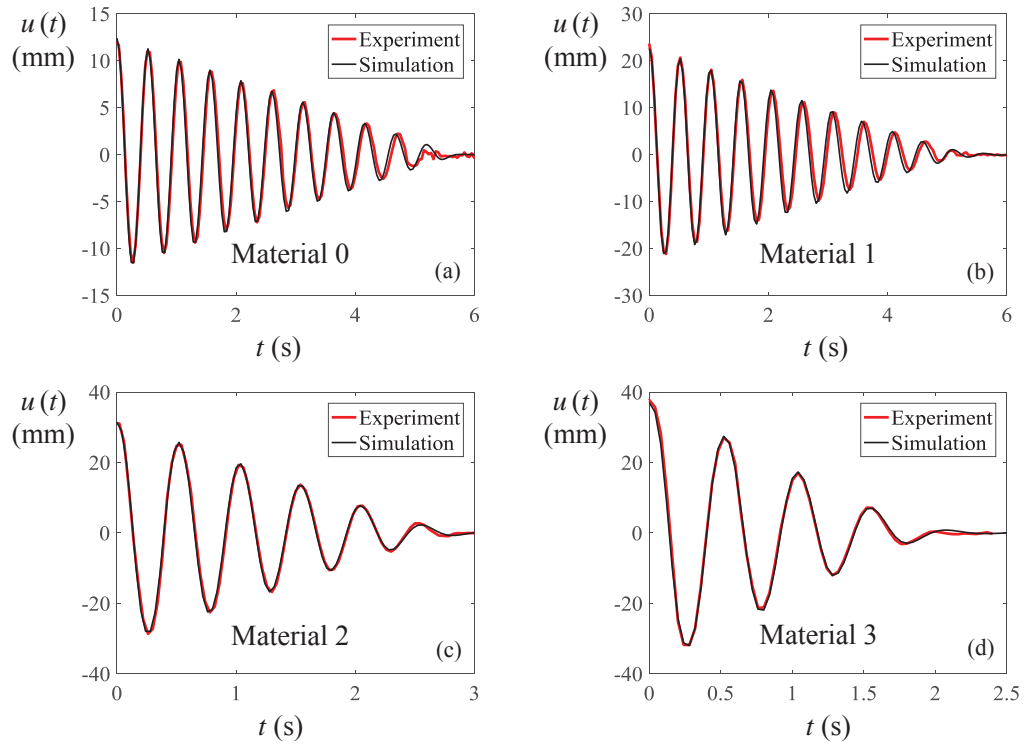 u (t)
(mm)
15
10
5
0
-5
-10
-15
0
2
4
6
t (s)
Experiment
Simulation
Material 0
(a)
u (t)
(mm)
30
20
10
0
-10
-20
-30
0
2
4
6
t (s)
Experiment
Simulation
Material 1
(b)
u (t)
(mm)
40
20
0
-20
-40
0
1
2
3
t (s)
Experiment
Simulation
Material 2
(c)
u (t)
(mm)
40
20
0
-20
-40
0
0.5
1
1.5
2
2.5
t (s)
Experiment
Simulation
Material 3
(d)